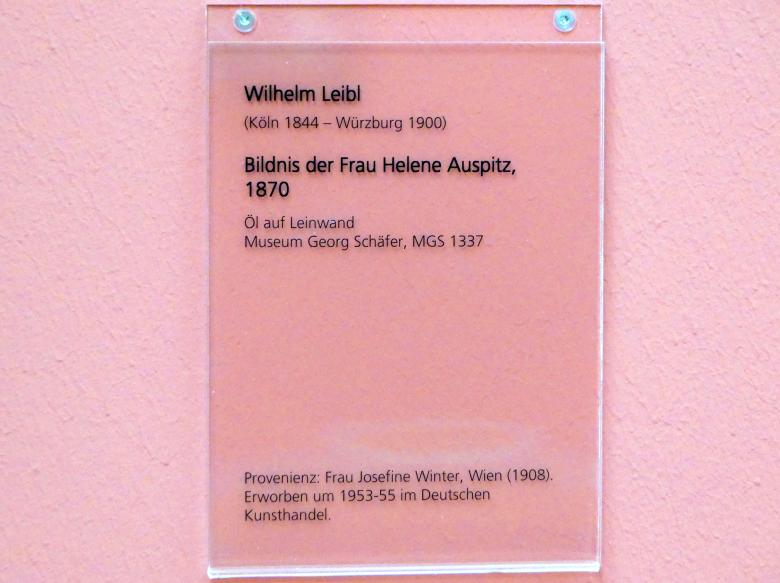 Wilhelm Leibl
(Köln 1844 – Würzburg 1900)
Bildnis der Frau Helene Auspitz,
1870
Öl auf Leinwand
Museum Georg Schäfer, MGS 1337
Provenienz: Frau Josefine Winter, Wien (1908).
Erworben um 1953-55 im Deutschen
Kunsthandel.